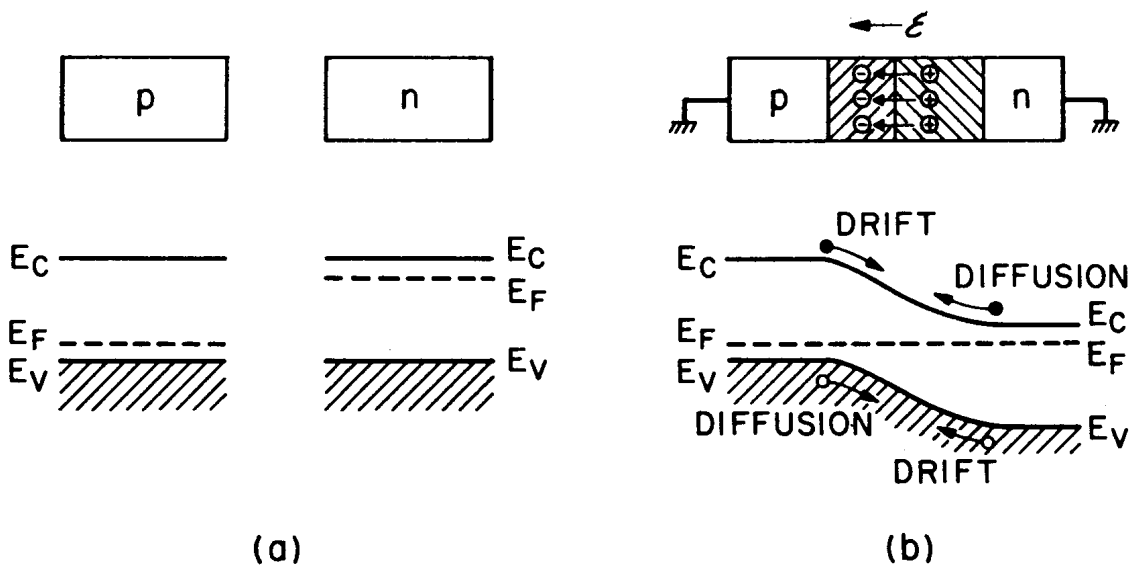 ℰ
p
n
p
n
− +
− +
− +
DRIFT
E_C
E_C
E_F
E_C
DIFFUSION
E_C
E_F
E_V
E_V
E_F
E_V
E_F
DIFFUSION
DRIFT
E_V
(a)
(b)